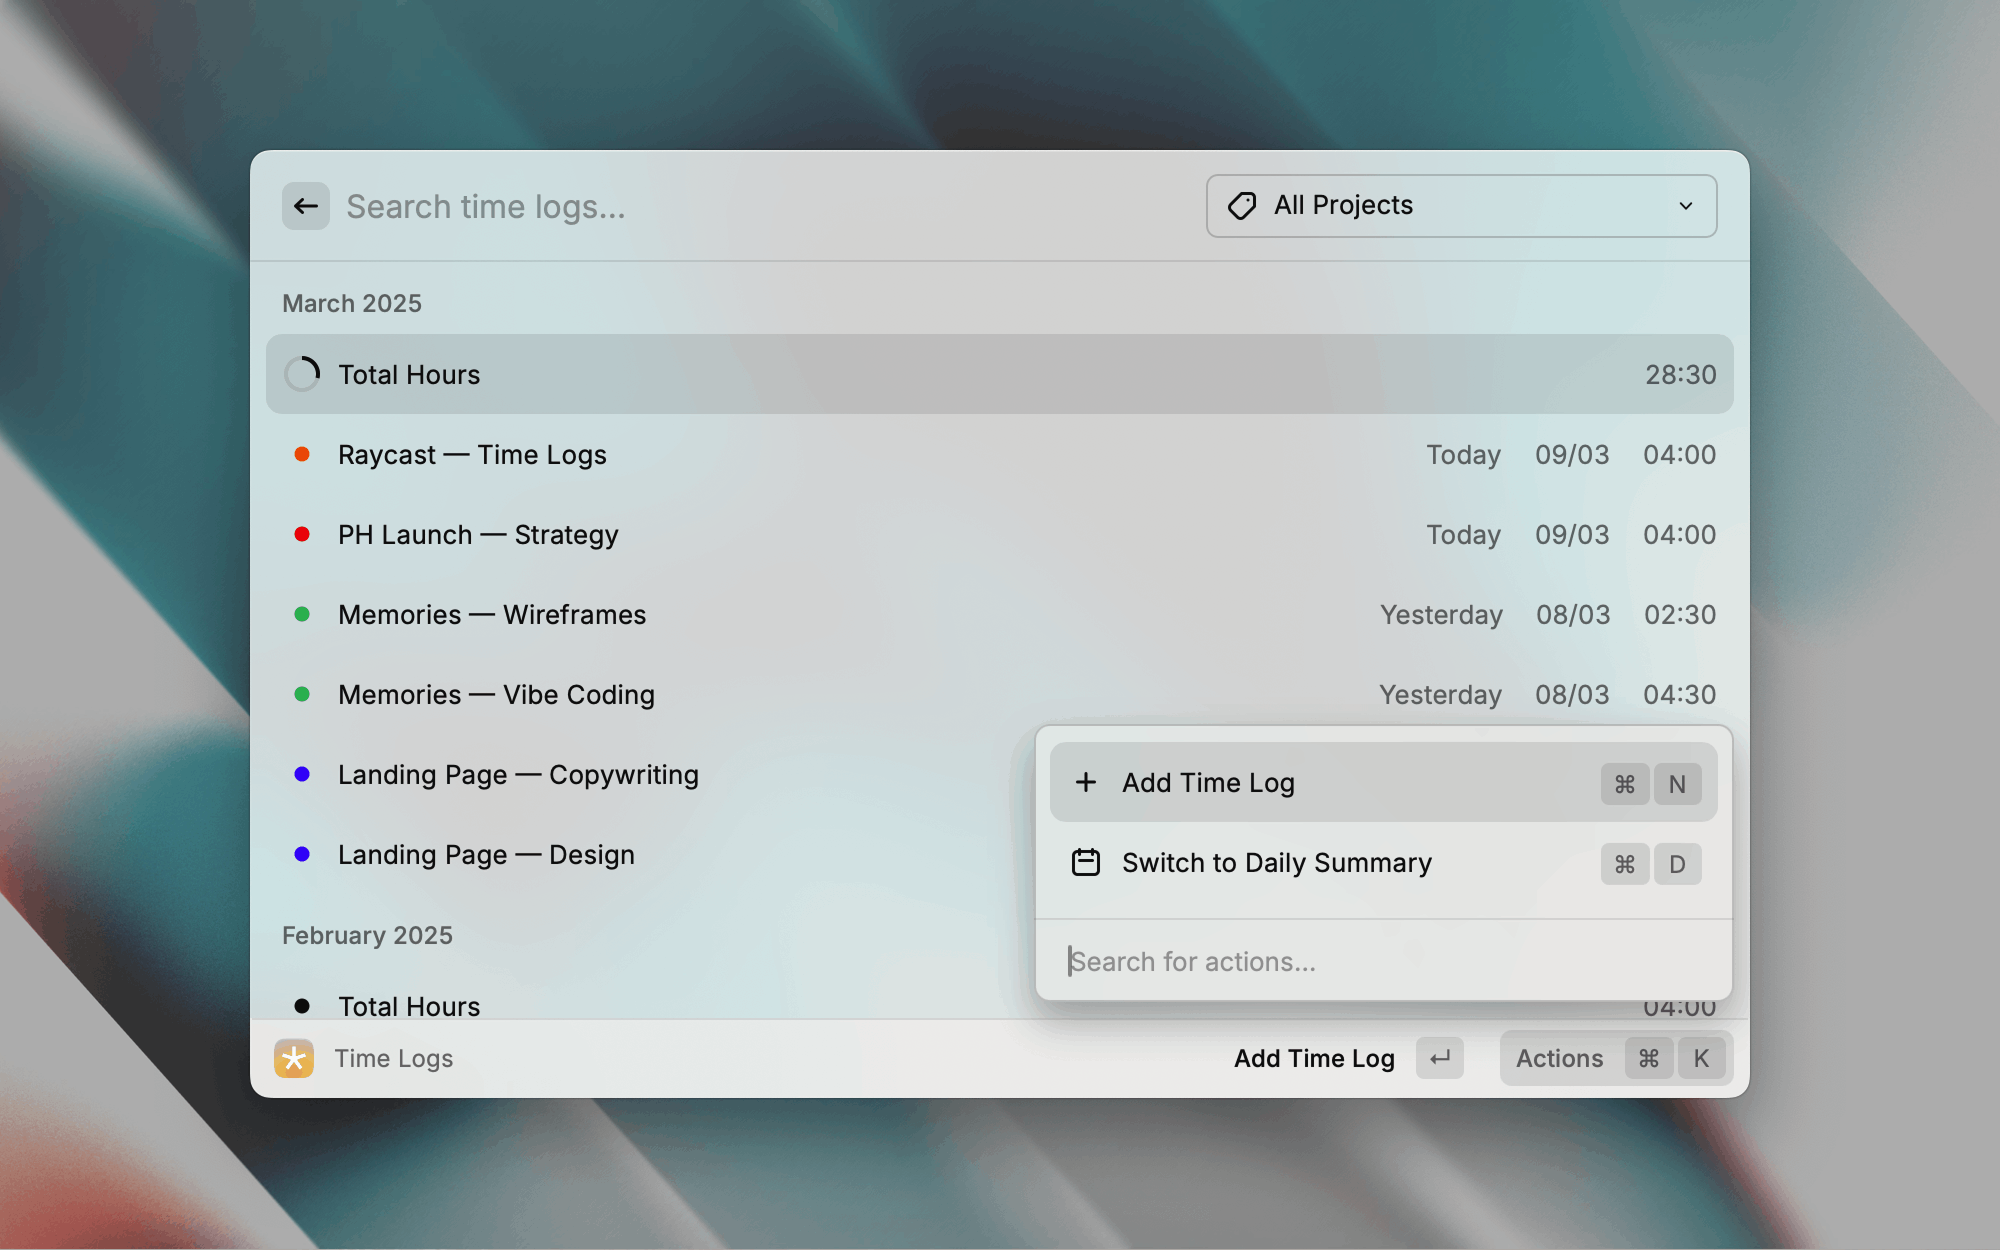 Search time logs...
All Projects
March 2025
Total Hours 28:30
Raycast — Time Logs Today 09/03 04:00
PH Launch — Strategy Today 09/03 04:00
Memories — Wireframes Yesterday 08/03 02:30
Memories — Vibe Coding Yesterday 08/03 04:30
Landing Page — Copywriting
Landing Page — Design
Add Time Log ⌘ N
Switch to Daily Summary ⌘ D
Search for actions...
February 2025
Total Hours 04:00
Time Logs
Add Time Log ↵
Actions ⌘ K